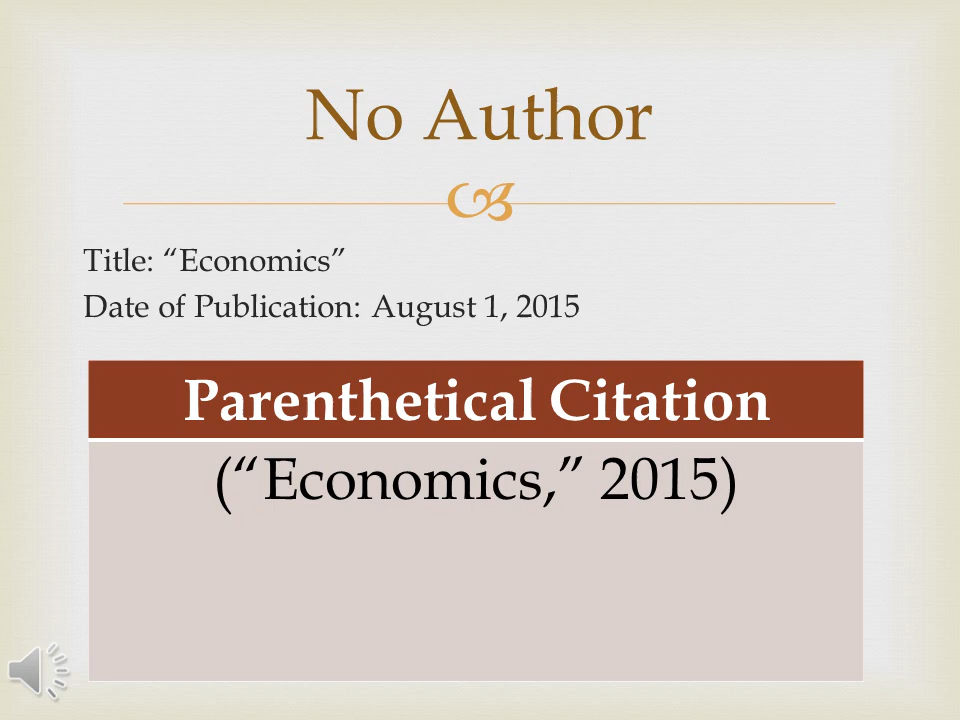 No Author
Title: “Economics”
Date of Publication: August 1, 2015
Parenthetical Citation
(“Economics,” 2015)